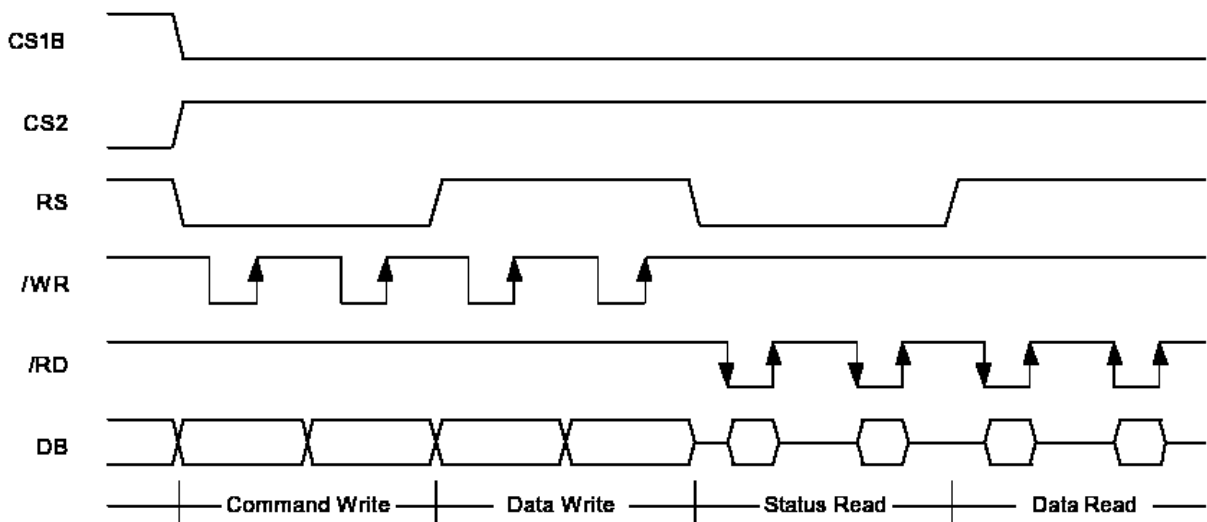 CS1B
CS2
RS
/WR
/RD
DB
Command Write
Data Write
Status Read
Data Read